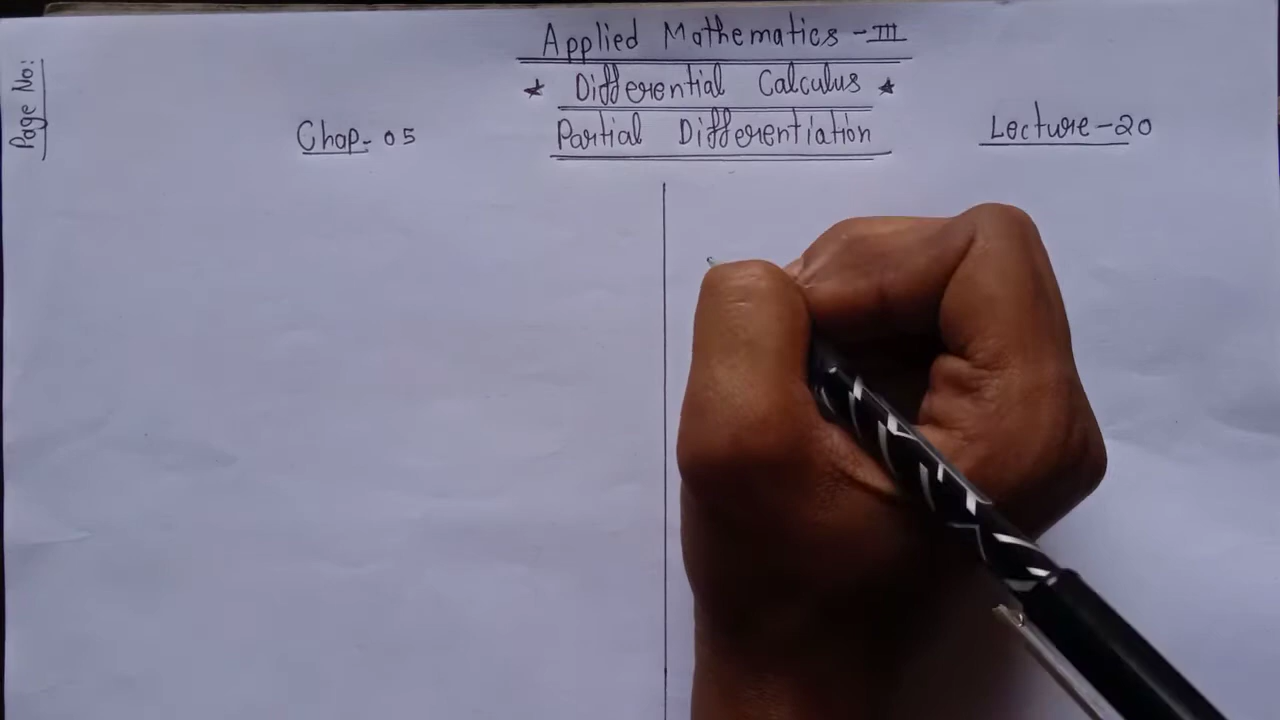 Page No:
Applied Mathematics - III
★ Differential Calculus ★
Chap- 05
Partial Differentiation
Lecture-20